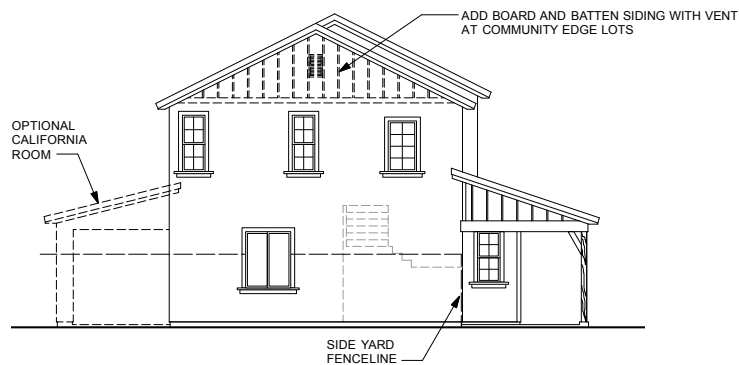 ADD BOARD AND BATTEN SIDING WITH VENT
AT COMMUNITY EDGE LOTS
OPTIONAL
CALIFORNIA
ROOM
SIDE YARD
FENCELINE